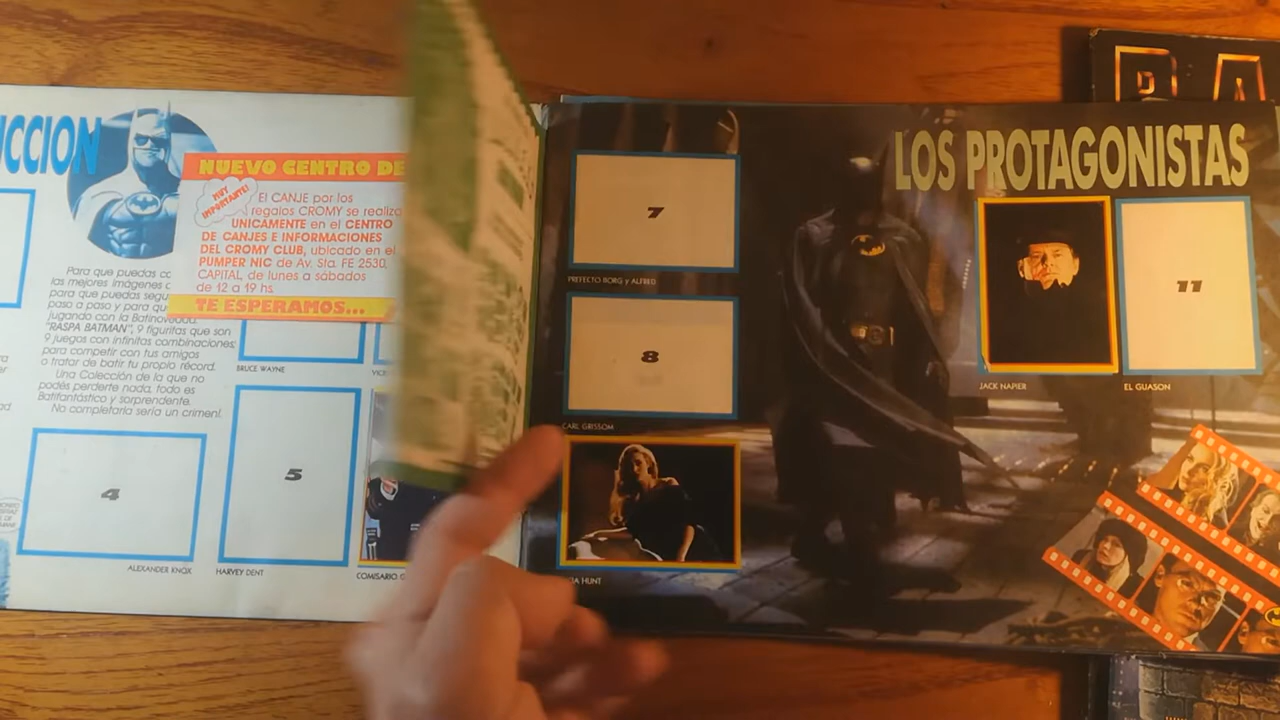 UCCION
NUEVO CENTRO DE
MUY
IMPORTANTE!
El CANJE por los
regalos CROMY se realiza
UNICAMENTE en el CENTRO
DE CANJES E INFORMACIONES
DEL CROMY CLUB, ubicado en el
PUMPER NIC de Av. Sta. FE 2530,
CAPITAL, de lunes a sábados
de 12 a 19 hs.
TE ESPERAMOS...
Para que puedas
las mejores imágenes
para que puedas
paso a paso y para
jugando con la
"RASPA BATMAN", 9 figuritas que son
9 juegos con infinitas combinaciones
para competir con tus amigos
o tratar de batir tu propio récord.
Una Colección de la que no
podés perderte nada, todo es
Batifantástico y sorprendente.
No completarla sería un crimen!
BRUCE WAYNE
4
ALEXANDER KNOX
5
HARVEY DENT
COMISARIO G
7
PREFECTO BORG y ALFRED
8
CARL GRISSOM
HUNT
LOS PROTAGONISTAS
JACK NAPIER
11
EL GUASON
BA